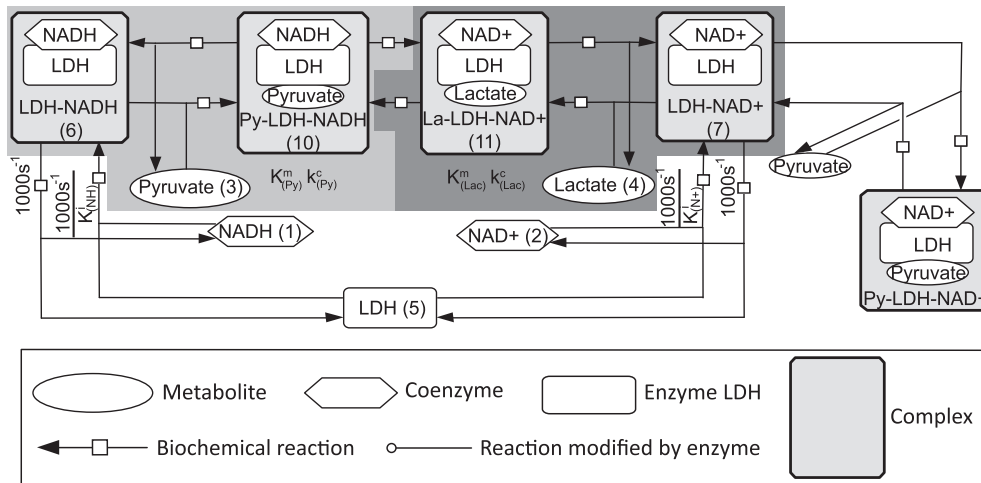 NADH
LDH
LDH-NADH
(6)
NADH
LDH
Pyruvate
Py-LDH-NADH
(10)
NAD+
LDH
Lactate
La-LDH-NAD+
(11)
NAD+
LDH
LDH-NAD+
(7)
Pyruvate (3)
K^m_(Py) k^c_(Py)
K^m_(Lac) k^c_(Lac)
Lactate (4)
Pyruvate
1000s⁻¹
1000s⁻¹
K^i_(NH)
NADH (1)
NAD+ (2)
1000s⁻¹
K^i_(N+)
1000s⁻¹
NAD+
LDH
Pyruvate
Py-LDH-NAD+
LDH (5)
Metabolite
Coenzyme
Enzyme LDH
Complex
Biochemical reaction
Reaction modified by enzyme